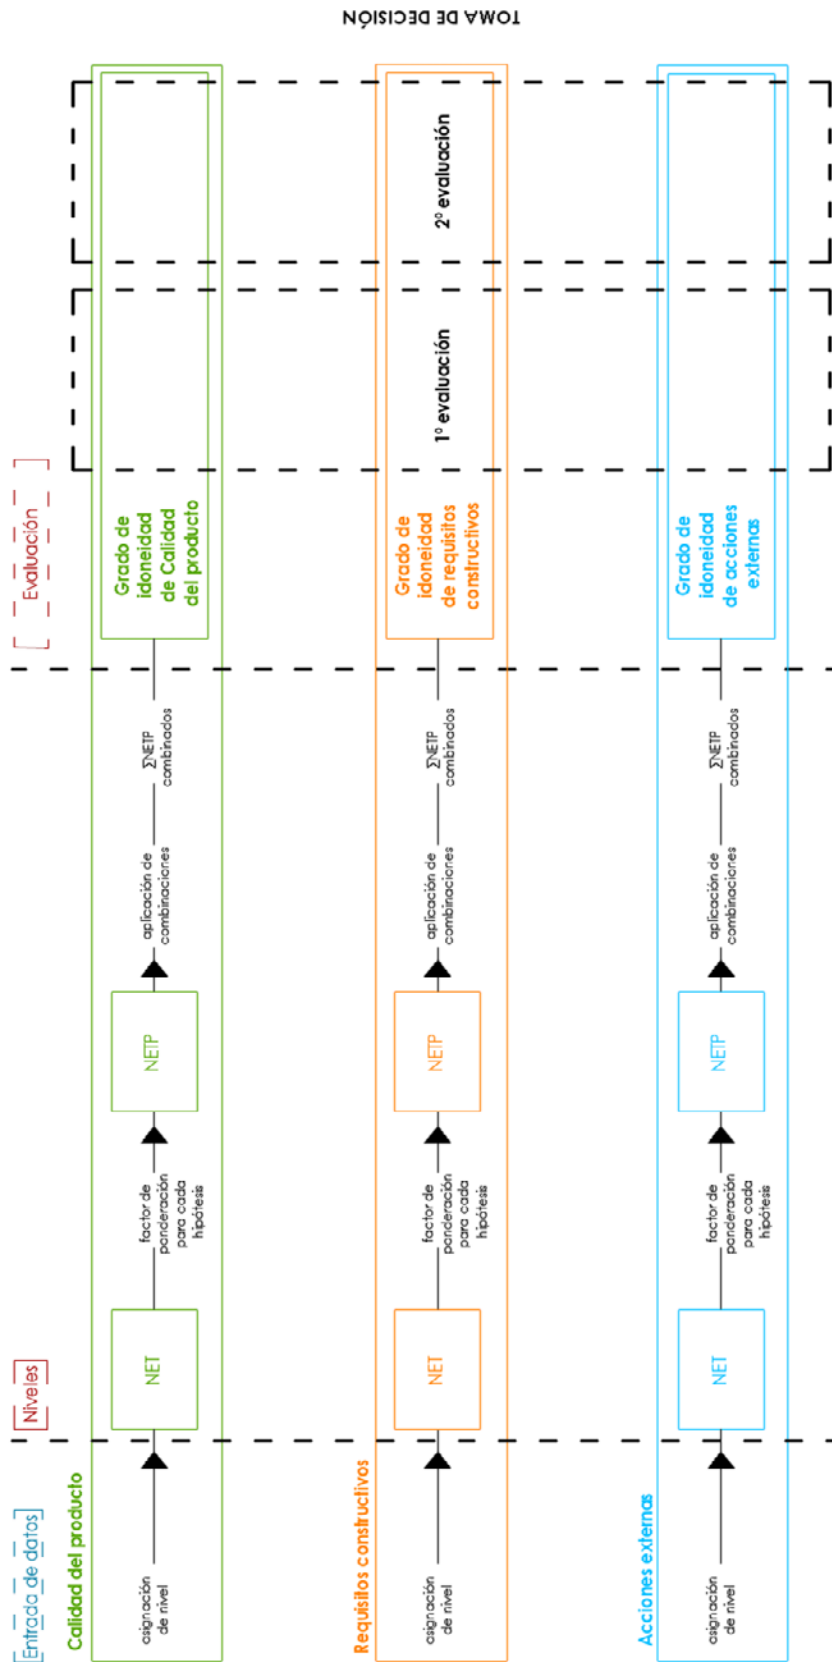 Entrada de datos
Niveles
Evaluación
Calidad del producto
asignación
de nivel
NET
factor de
ponderación
para cada
hipótesis
NETP
aplicación de
combinaciones
ΣNETP
combinados
Grado de
idoneidad
de Calidad
del producto
Requisitos constructivos
asignación
de nivel
NET
factor de
ponderación
para cada
hipótesis
NETP
aplicación de
combinaciones
ΣNETP
combinados
Grado de
idoneidad
de requisitos
constructivos
1º evaluación
2º evaluación
Acciones externas
asignación
de nivel
NET
factor de
ponderación
para cada
hipótesis
NETP
aplicación de
combinaciones
ΣNETP
combinados
Grado de
idoneidad
de acciones
externas
TOMA DE DECISIÓN